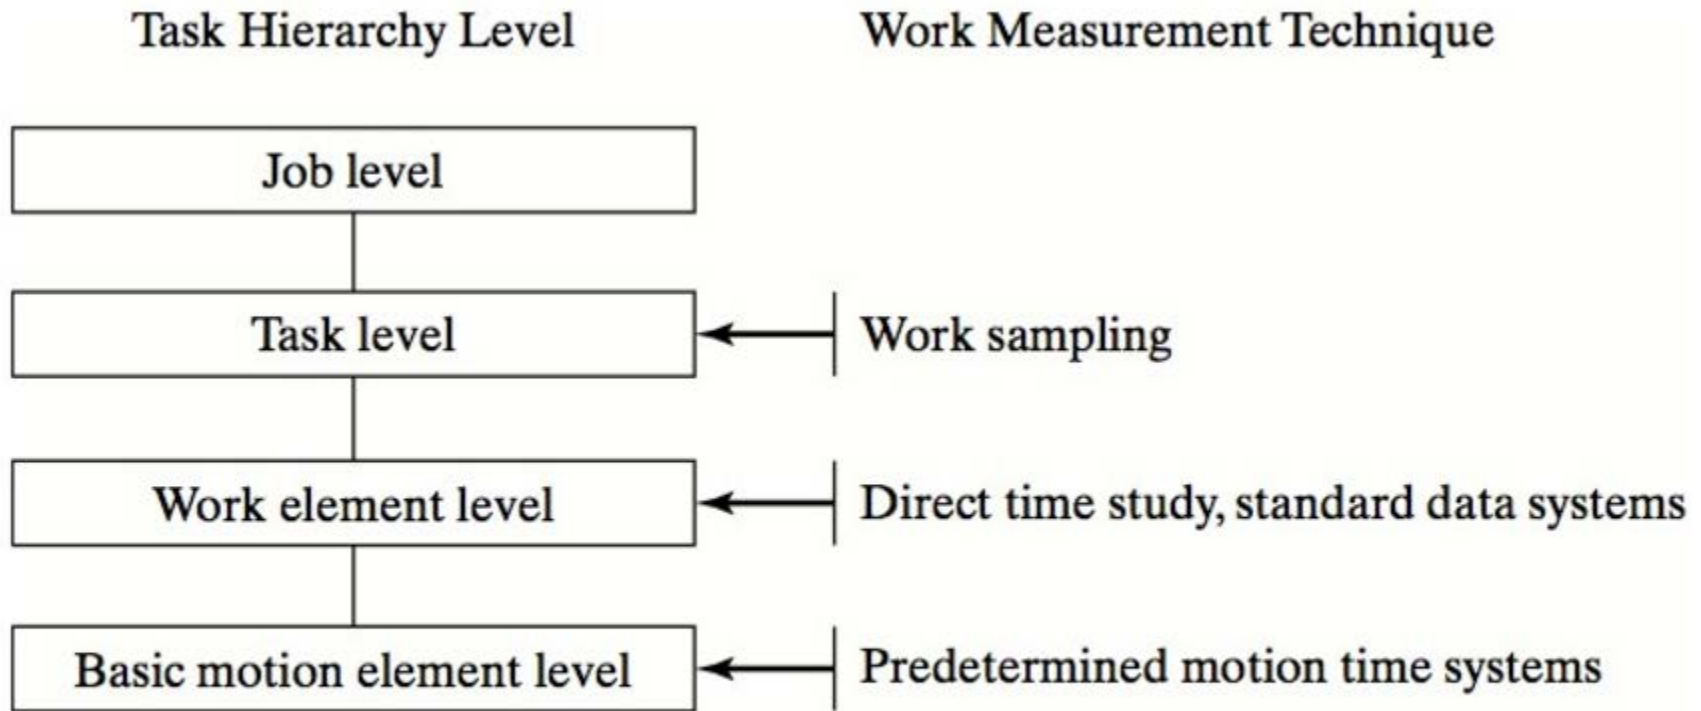 Task Hierarchy Level
Work Measurement Technique
Job level
Task level
Work sampling
Work element level
Direct time study, standard data systems
Basic motion element level
Predetermined motion time systems